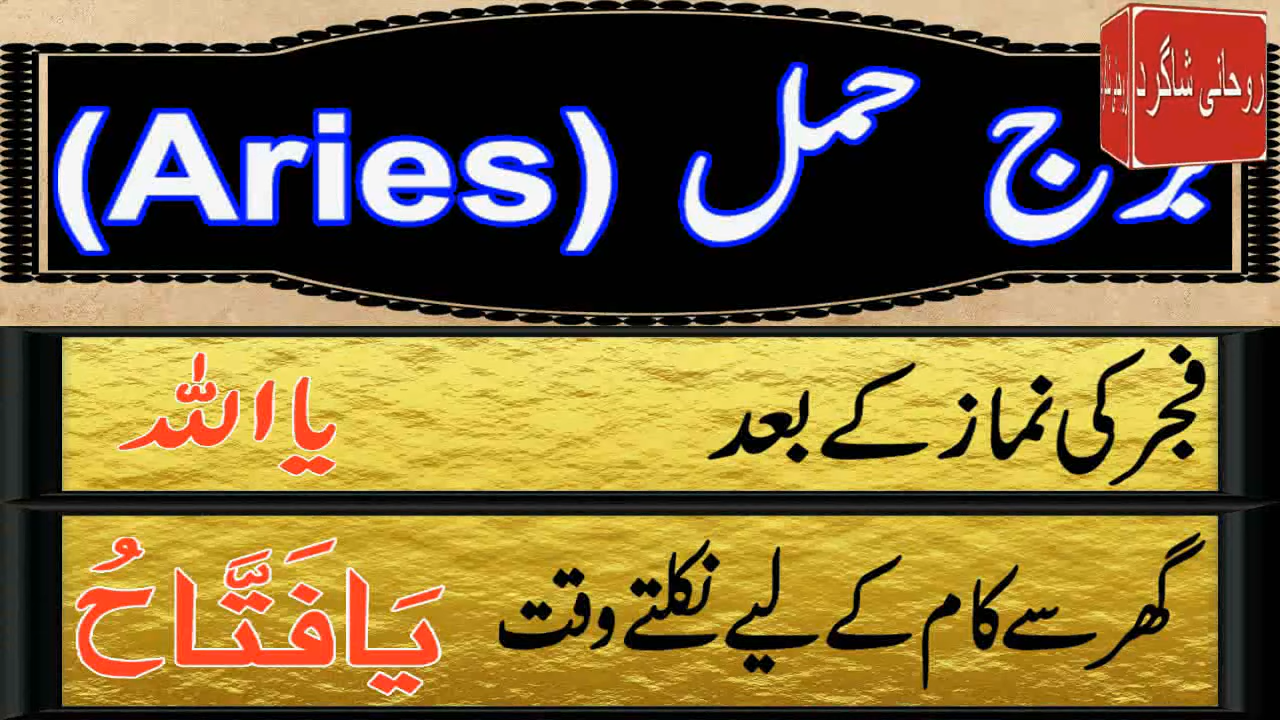 روحانی شاگرد
برج حمل (Aries)
فجر کی نماز کے بعد یا اللہ
گھر سے کام کے لیے نکلتے وقت یَا فَتَّاحُ